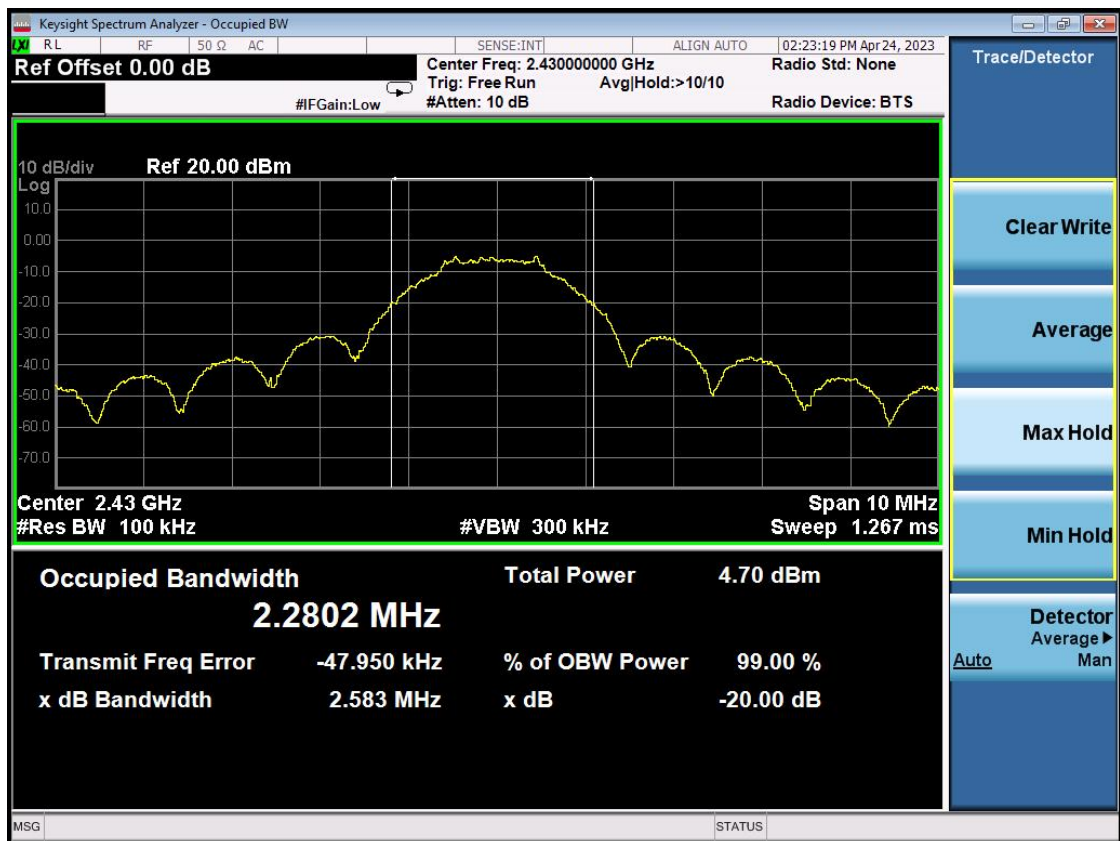 Keysight Spectrum Analyzer - Occupied BW
LXI RL RF 50 Ω AC SENSE:INT ALIGN AUTO 02:23:19 PM Apr 24, 2023
Ref Offset 0.00 dB
Center Freq: 2.430000000 GHz
Radio Std: None
Trig: Free Run Avg|Hold:>10/10
#IFGain:Low #Atten: 10 dB Radio Device: BTS
10 dB/div Ref 20.00 dBm
Log
10.0
0.00
-10.0
-20.0
-30.0
-40.0
-50.0
-60.0
-70.0
Center 2.43 GHz Span 10 MHz
#Res BW 100 kHz #VBW 300 kHz Sweep 1.267 ms
Occupied Bandwidth Total Power 4.70 dBm
2.2802 MHz
Transmit Freq Error -47.950 kHz % of OBW Power 99.00 %
x dB Bandwidth 2.583 MHz x dB -20.00 dB
MSG STATUS
Trace/Detector
Clear Write
Average
Max Hold
Min Hold
Detector
Average▶
Auto Man